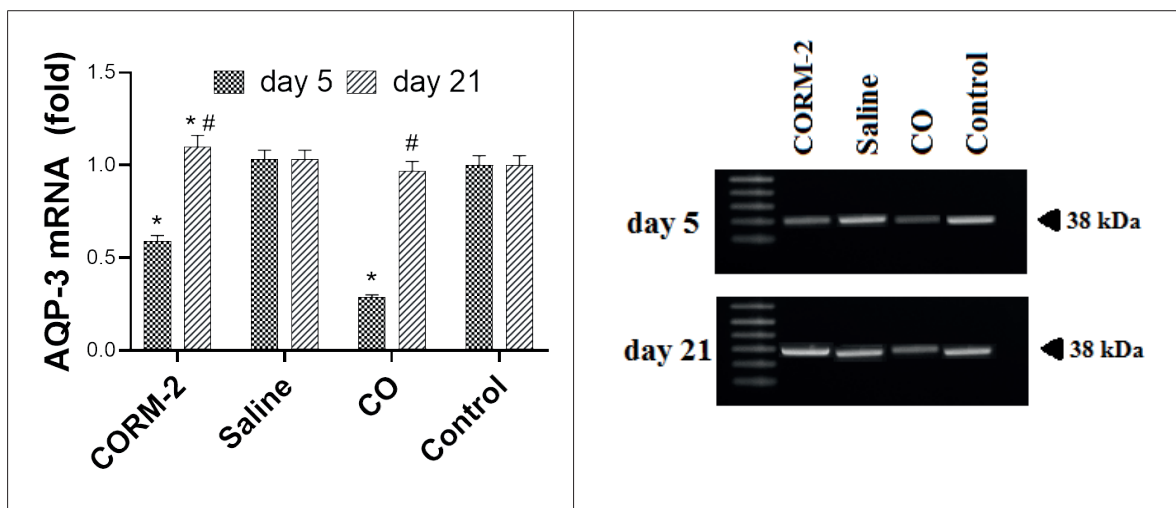 AQP-3 mRNA (fold)
1.5
1.0
0.5
0.0
day 5 day 21
*
* #
*
#
CORM-2
Saline
CO
Control
CORM-2
Saline
CO
Control
day 5
38 kDa
day 21
38 kDa